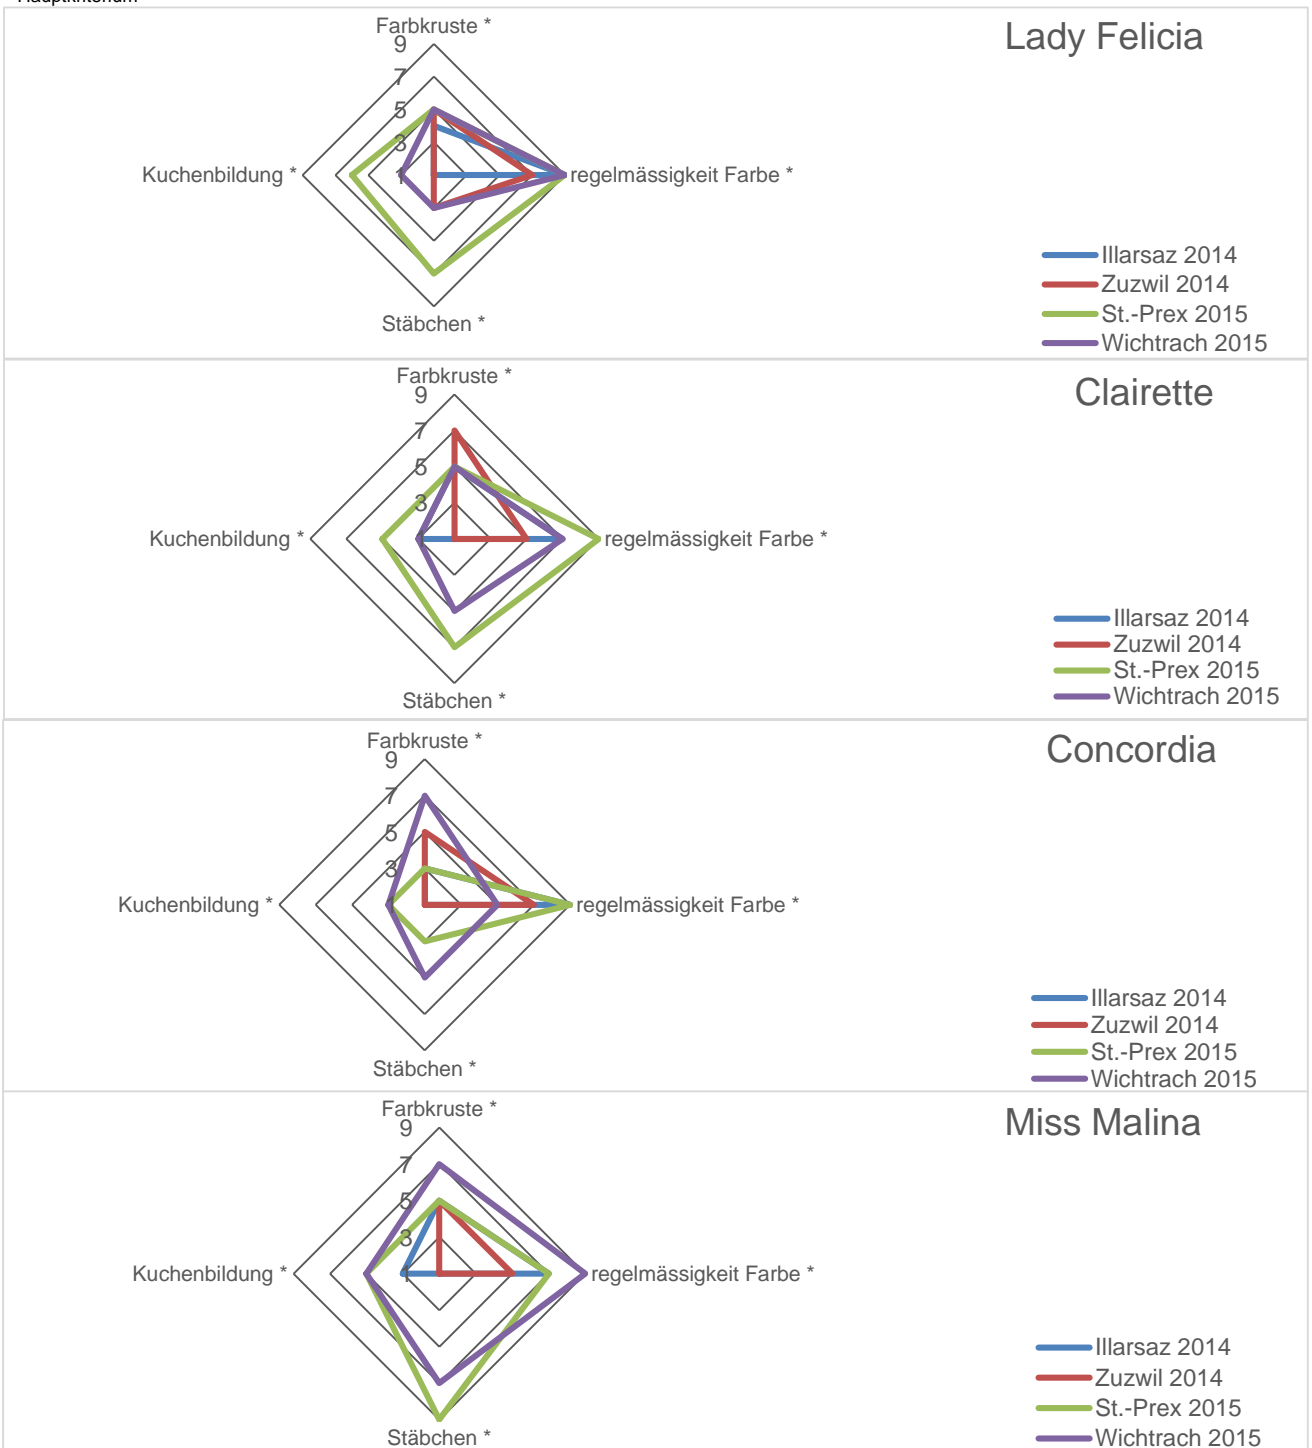 Hauptkriterium
Lady Felicia
Farbkruste *
9
7
5
3
1
Kuchenbildung *
regelmässigkeit Farbe *
Stäbchen *
Illarsaz 2014
Zuzwil 2014
St.-Prex 2015
Wichtrach 2015
Clairette
Farbkruste *
9
7
5
3
Kuchenbildung *
regelmässigkeit Farbe *
Stäbchen *
Illarsaz 2014
Zuzwil 2014
St.-Prex 2015
Wichtrach 2015
Concordia
Farbkruste *
9
7
5
3
1
Kuchenbildung *
regelmässigkeit Farbe *
Stäbchen *
Illarsaz 2014
Zuzwil 2014
St.-Prex 2015
Wichtrach 2015
Miss Malina
Farbkruste *
9
7
5
3
1
Kuchenbildung *
regelmässigkeit Farbe *
Stäbchen *
Illarsaz 2014
Zuzwil 2014
St.-Prex 2015
Wichtrach 2015